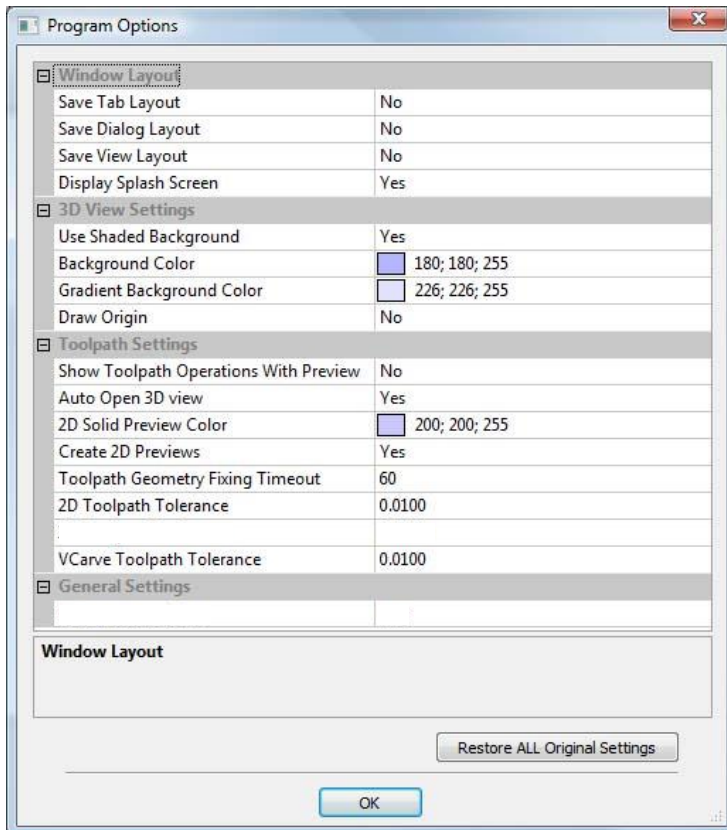 Program Options
Window Layout
Save Tab Layout No
Save Dialog Layout No
Save View Layout No
Display Splash Screen Yes
3D View Settings
Use Shaded Background Yes
Background Color 180; 180; 255
Gradient Background Color 226; 226; 255
Draw Origin No
Toolpath Settings
Show Toolpath Operations With Preview No
Auto Open 3D view Yes
2D Solid Preview Color 200; 200; 255
Create 2D Previews Yes
Toolpath Geometry Fixing Timeout 60
2D Toolpath Tolerance 0.0100
VCarve Toolpath Tolerance 0.0100
General Settings
Window Layout
Restore ALL Original Settings
OK